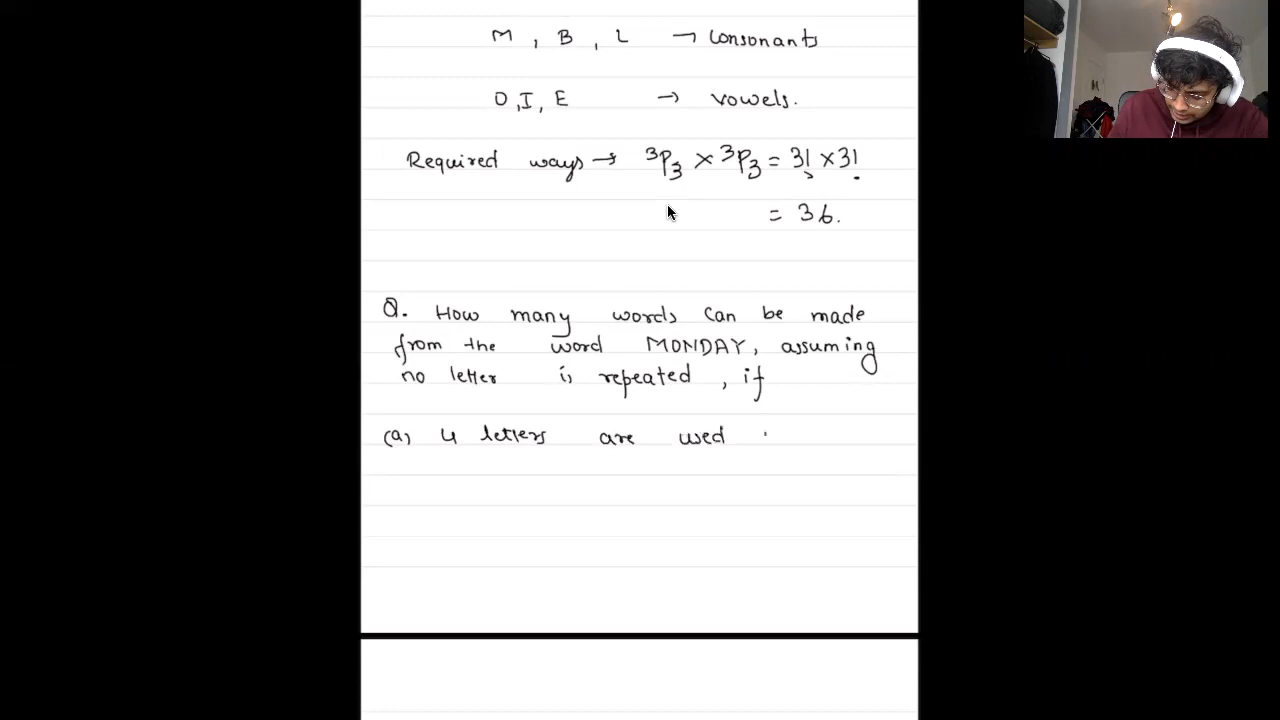 M, B, L → Consonants
O, I, E → vowels.
Required ways → ³P₃ × ³P₃ = 3! × 3!
= 36.
Q. How many words can be made
from the word MONDAY, assuming
no letter is repeated, if
(a) 4 letters are used